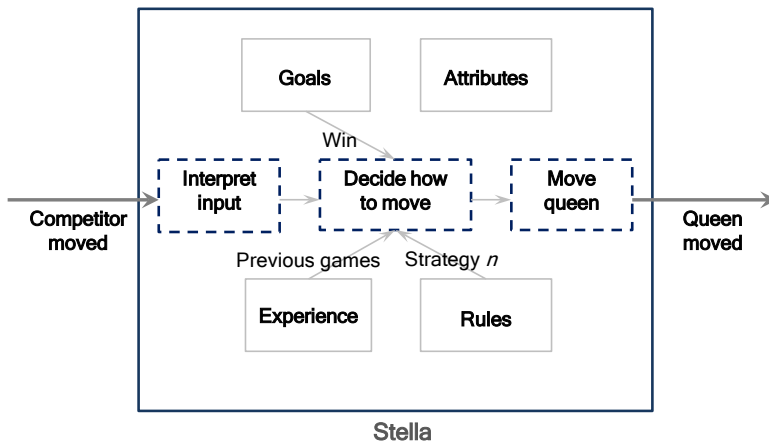 Goals
Attributes
Win
Interpret
input
Decide how
to move
Move
queen
Competitor
moved
Queen
moved
Previous games
Strategy n
Experience
Rules
Stella